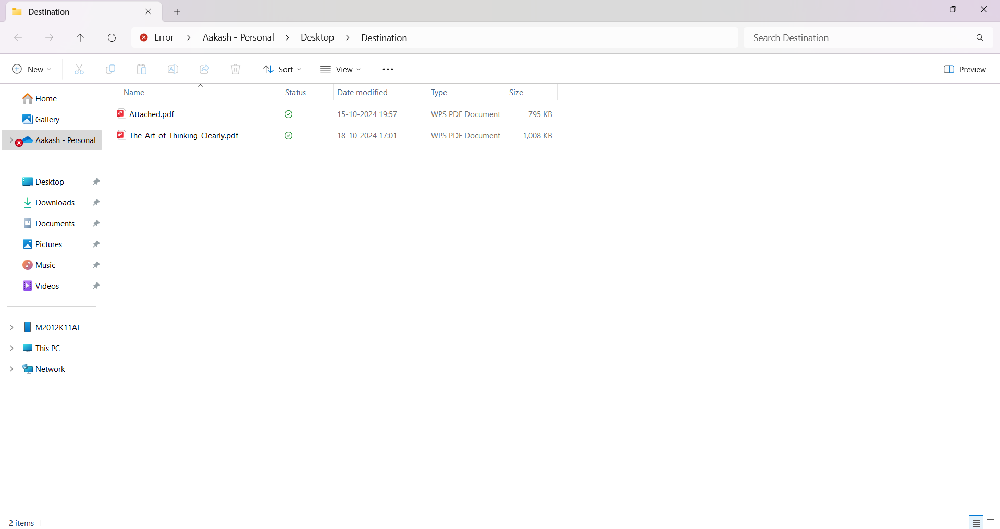 Destination
Error > Aakash - Personal > Desktop > Destination
Search Destination
New
Sort
View
Preview
Name Status Date modified Type Size
Attached.pdf 15-10-2024 19:57 WPS PDF Document 795 KB
The-Art-of-Thinking-Clearly.pdf 18-10-2024 17:01 WPS PDF Document 1,008 KB
Home
Gallery
Aakash - Personal
Desktop
Downloads
Documents
Pictures
Music
Videos
M2012K11AI
This PC
Network
2 items